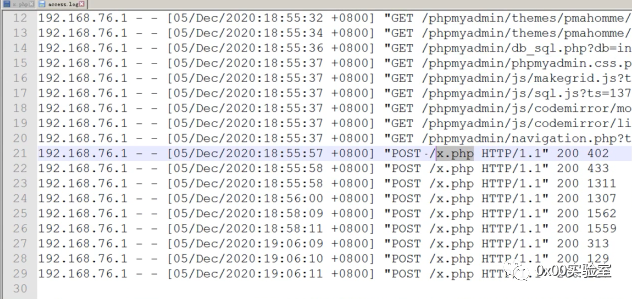 x.php access.log
12 192.168.76.1 - - [05/Dec/2020:18:55:32 +0800] "GET /phpmyadmin/themes/pmahomme/
13 192.168.76.1 - - [05/Dec/2020:18:55:34 +0800] "GET /phpmyadmin/themes/pmahomme/
14 192.168.76.1 - - [05/Dec/2020:18:55:36 +0800] "GET /phpmyadmin/db_sql.php?db=in
15 192.168.76.1 - - [05/Dec/2020:18:55:37 +0800] "GET /phpmyadmin/phpmyadmin.css.p
16 192.168.76.1 - - [05/Dec/2020:18:55:37 +0800] "GET /phpmyadmin/js/makegrid.js?t
17 192.168.76.1 - - [05/Dec/2020:18:55:37 +0800] "GET /phpmyadmin/js/sql.js?ts=137
18 192.168.76.1 - - [05/Dec/2020:18:55:37 +0800] "GET /phpmyadmin/js/codemirror/mo
19 192.168.76.1 - - [05/Dec/2020:18:55:37 +0800] "GET /phpmyadmin/js/codemirror/li
20 192.168.76.1 - - [05/Dec/2020:18:55:37 +0800] "GET /phpmyadmin/navigation.php?t
21 192.168.76.1 - - [05/Dec/2020:18:55:57 +0800] "POST /x.php HTTP/1.1" 200 402
22 192.168.76.1 - - [05/Dec/2020:18:55:58 +0800] "POST /x.php HTTP/1.1" 200 433
23 192.168.76.1 - - [05/Dec/2020:18:55:58 +0800] "POST /x.php HTTP/1.1" 200 1311
24 192.168.76.1 - - [05/Dec/2020:18:56:00 +0800] "POST /x.php HTTP/1.1" 200 1307
25 192.168.76.1 - - [05/Dec/2020:18:58:09 +0800] "POST /x.php HTTP/1.1" 200 1562
26 192.168.76.1 - - [05/Dec/2020:18:58:11 +0800] "POST /x.php HTTP/1.1" 200 1559
27 192.168.76.1 - - [05/Dec/2020:19:06:09 +0800] "POST /x.php HTTP/1.1" 200 313
28 192.168.76.1 - - [05/Dec/2020:19:06:10 +0800] "POST /x.php HTTP/1.1" 200 129
29 192.168.76.1 - - [05/Dec/2020:19:06:11 +0800] "POST /x.php HTTP/1.
30
0x00实验室